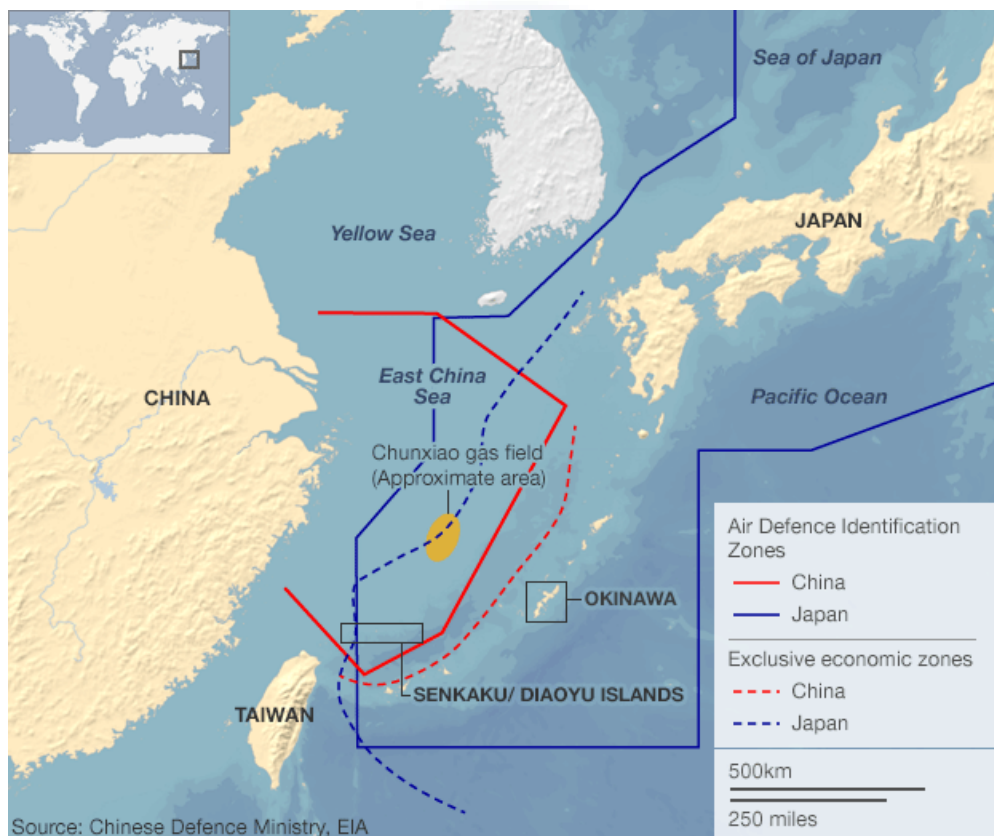 Sea of Japan
Yellow Sea
JAPAN
East China
Sea
CHINA
Pacific Ocean
Chunxiao gas field
(Approximate area)
OKINAWA
SENKAKU/ DIAOYU ISLANDS
TAIWAN
Air Defence Identification
Zones
China
Japan
Exclusive economic zones
China
Japan
500km
250 miles
Source: Chinese Defence Ministry, EIA